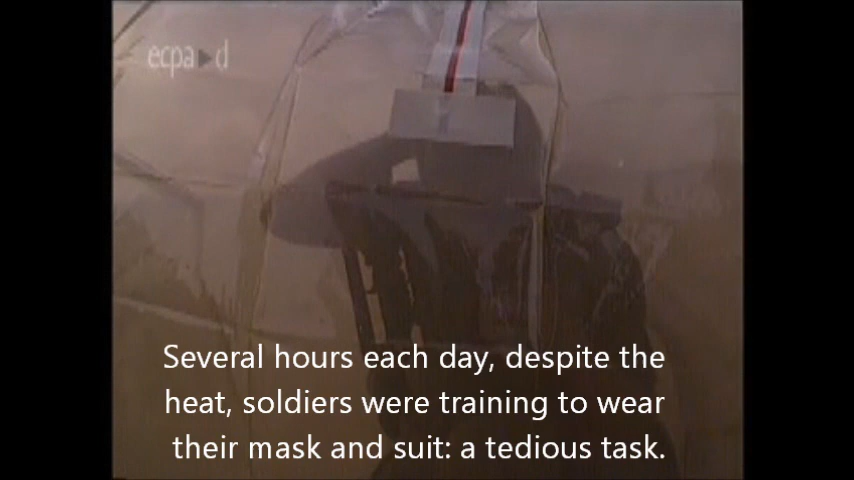 ecpad
Several hours each day, despite the
heat, soldiers were training to wear
their mask and suit: a tedious task.